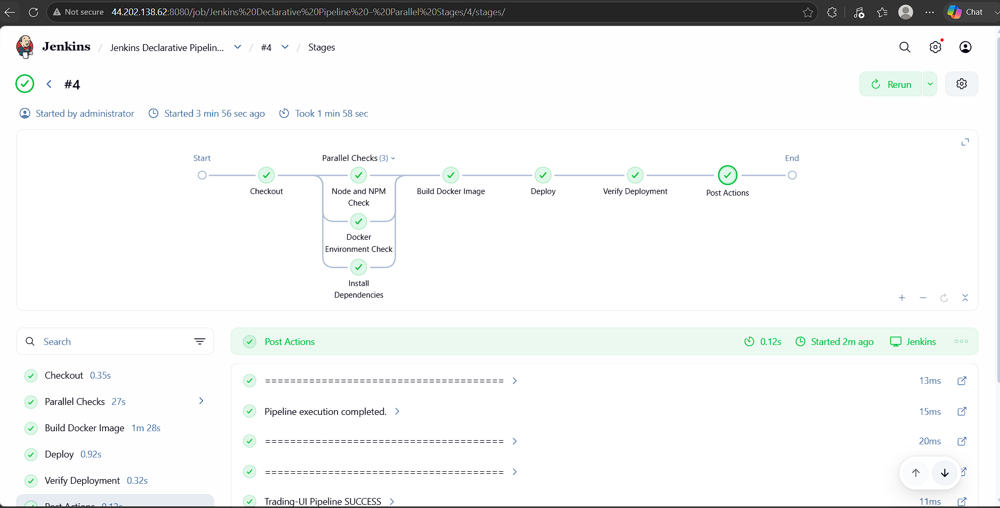 Not secure 44.202.138.62:8080/job/Jenkins%20Declarative%20Pipeline%20–%20Parallel%20Stages/4/stages/
Chat
Jenkins / Jenkins Declarative Pipelin... / #4 / Stages
#4
Rerun
Started by administrator Started 3 min 56 sec ago Took 1 min 58 sec
Start
Parallel Checks (3)
End
Checkout
Node and NPM
Check
Build Docker Image
Deploy
Verify Deployment
Post Actions
Docker
Environment Check
Install
Dependencies
Search
Post Actions
0.12s Started 2m ago Jenkins
Checkout 0.35s
Parallel Checks 27s
Build Docker Image 1m 28s
Deploy 0.92s
Verify Deployment 0.32s
Post Actions 0.12s
====================================== 13ms
Pipeline execution completed. 15ms
====================================== 20ms
======================================
Trading-UI Pipeline SUCCESS 11ms